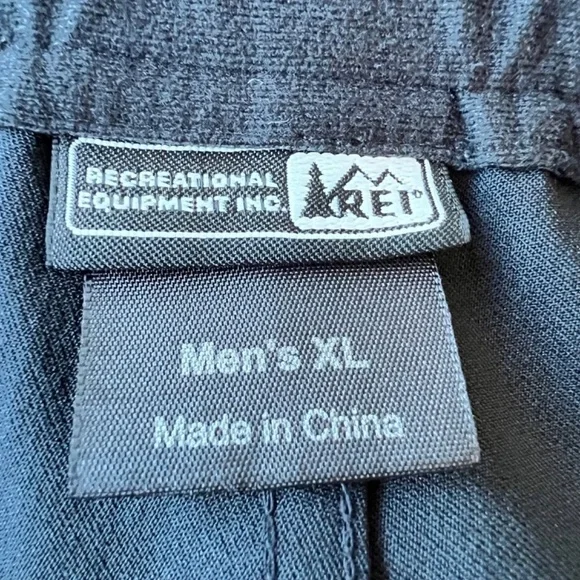 RECREATIONAL
EQUIPMENT INC.
REI®
Men's XL
Made in China